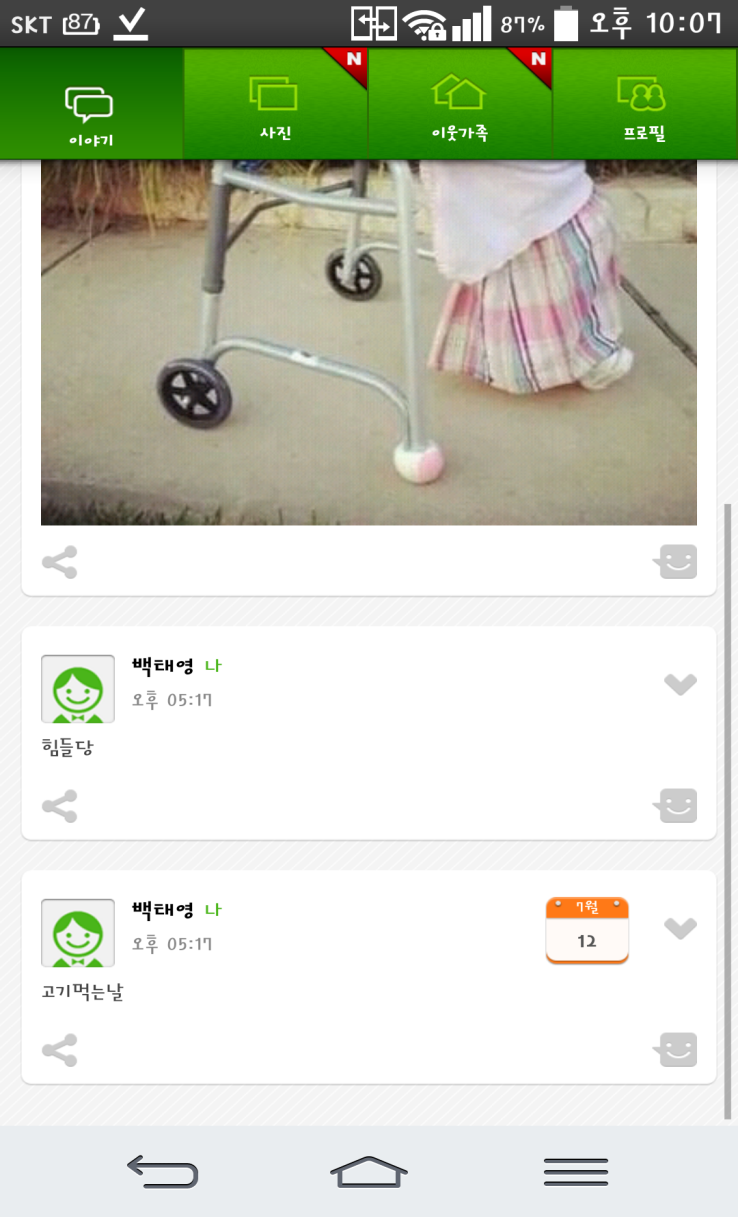 SKT 87 87% 오후 10:07
이야기 N 사진 N 이웃가족 프로필
백태영 나
오후 05:17
힘들당
백태영 나 7월
오후 05:17 12
고기먹는날